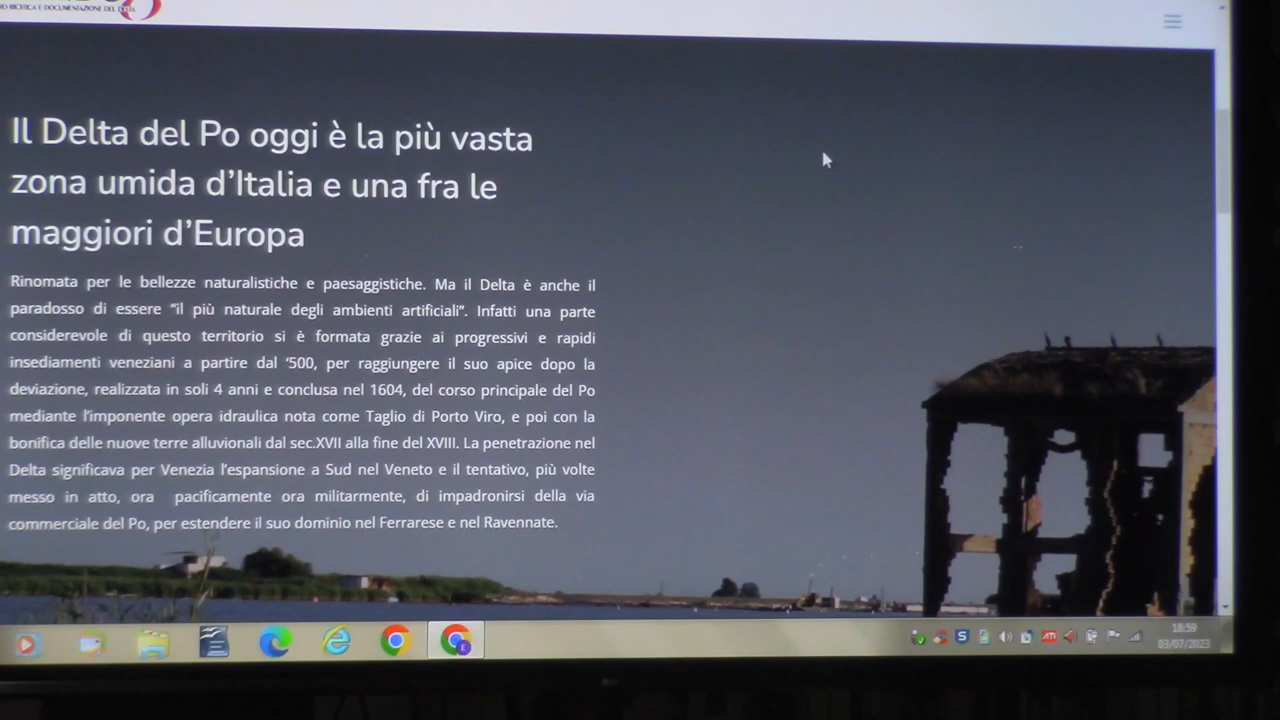 RO RICERCA E DOCUMENTAZIONE DEL DELTA
Il Delta del Po oggi è la più vasta
zona umida d’Italia e una fra le
maggiori d’Europa
Rinomata per le bellezze naturalistiche e paesaggistiche. Ma il Delta è anche il
paradosso di essere “il più naturale degli ambienti artificiali”. Infatti una parte
considerevole di questo territorio si è formata grazie ai progressivi e rapidi
insediamenti veneziani a partire dal ‘500, per raggiungere il suo apice dopo la
deviazione, realizzata in soli 4 anni e conclusa nel 1604, del corso principale del Po
mediante l’imponente opera idraulica nota come Taglio di Porto Viro, e poi con la
bonifica delle nuove terre alluvionali dal sec.XVII alla fine del XVIII. La penetrazione nel
Delta significava per Venezia l’espansione a Sud nel Veneto e il tentativo, più volte
messo in atto, ora pacificamente ora militarmente, di impadronirsi della via
commerciale del Po, per estendere il suo dominio nel Ferrarese e nel Ravennate.
18:59
03/07/2023